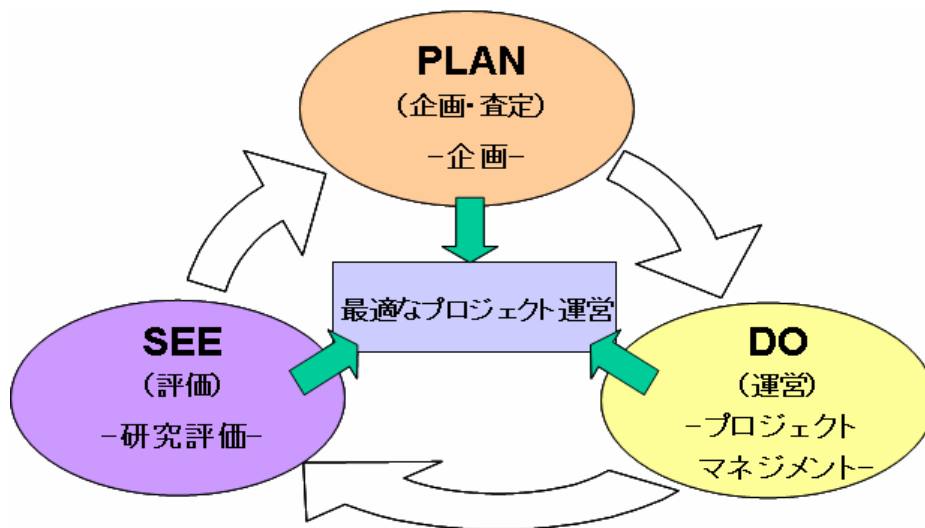 PLAN
(企画・査定)
-企画-
最適なプロジェクト運営
SEE
(評価)
-研究評価-
DO
(運営)
-プロジェクト
マネジメント-